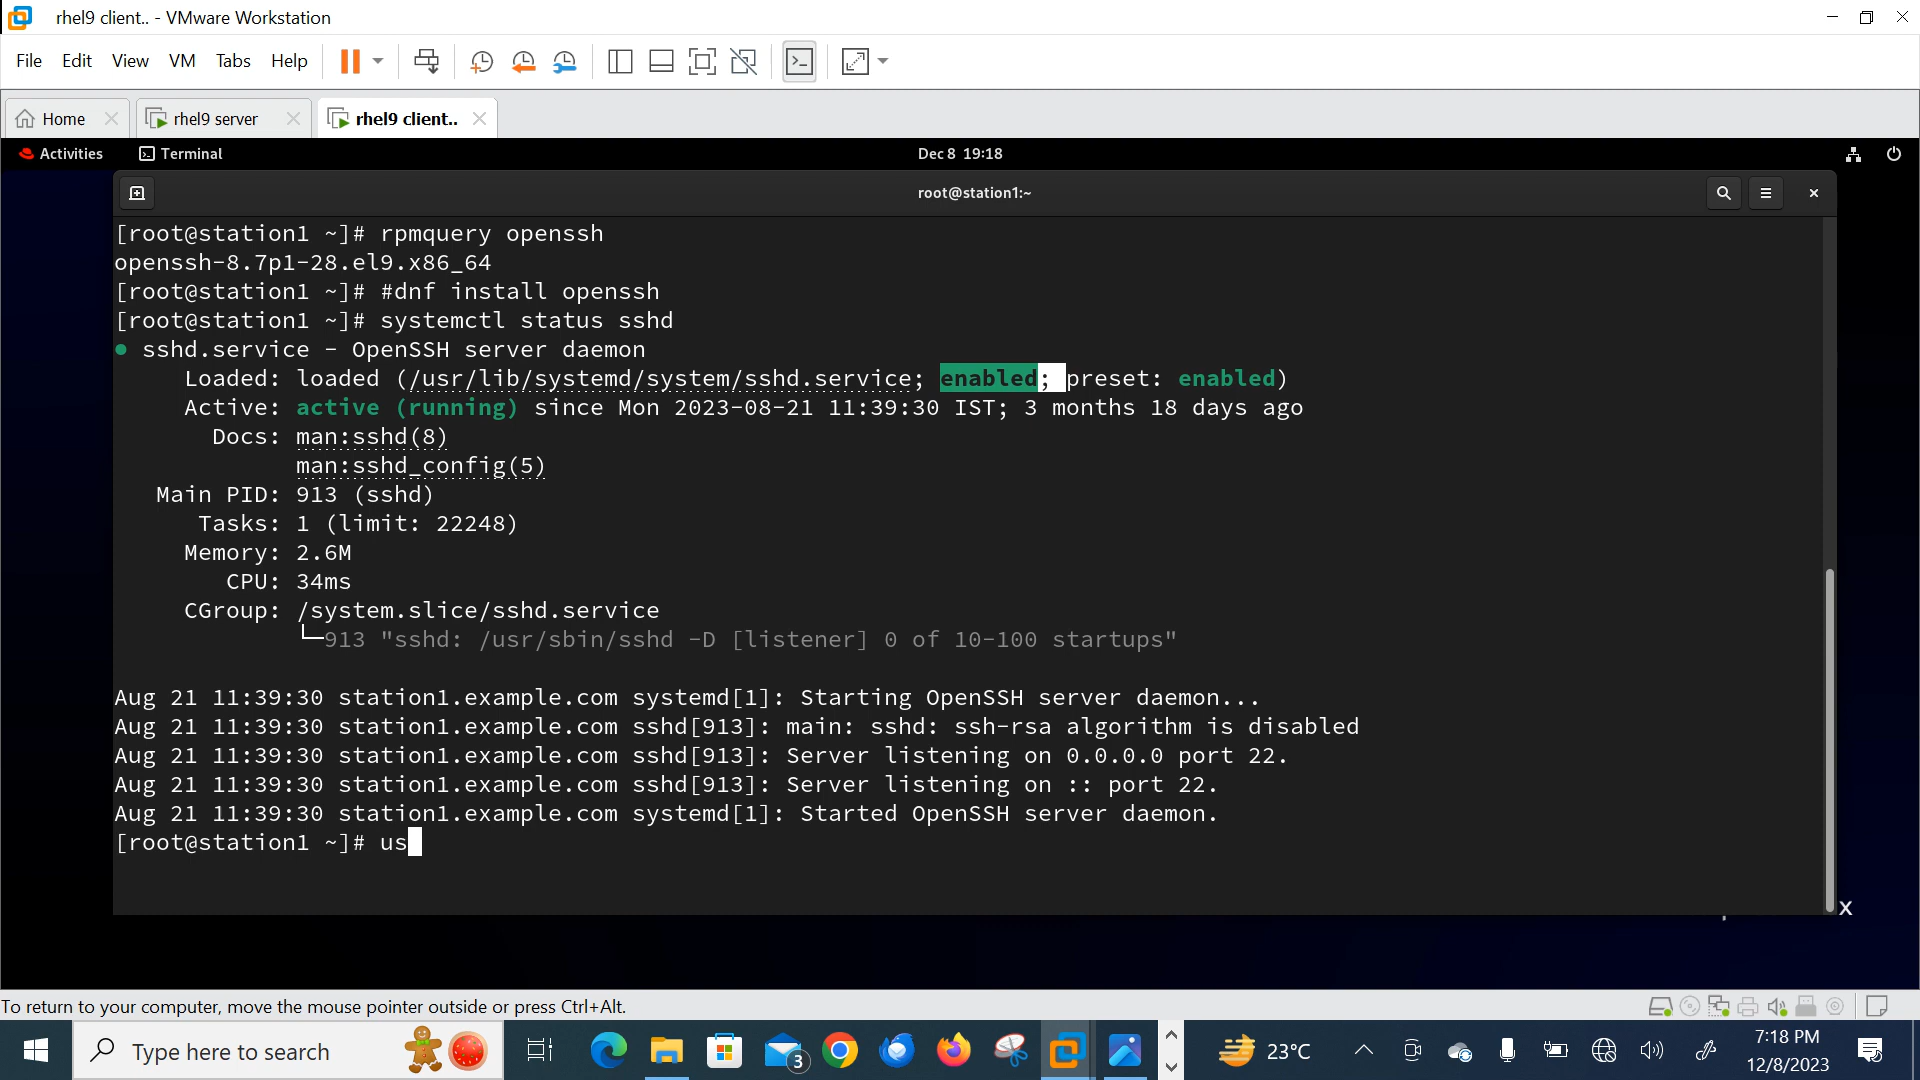 rhel9 client.. - VMware Workstation
File Edit View VM Tabs Help
Home rhel9 server rhel9 client..
Activities Terminal Dec 8 19:18
root@station1:~
[root@station1 ~]# rpmquery openssh
openssh-8.7p1-28.el9.x86_64
[root@station1 ~]# #dnf install openssh
[root@station1 ~]# systemctl status sshd
● sshd.service - OpenSSH server daemon
Loaded: loaded (/usr/lib/systemd/system/sshd.service; enabled; preset: enabled)
Active: active (running) since Mon 2023-08-21 11:39:30 IST; 3 months 18 days ago
Docs: man:sshd(8)
man:sshd_config(5)
Main PID: 913 (sshd)
Tasks: 1 (limit: 22248)
Memory: 2.6M
CPU: 34ms
CGroup: /system.slice/sshd.service
└─913 "sshd: /usr/sbin/sshd -D [listener] 0 of 10-100 startups"
Aug 21 11:39:30 station1.example.com systemd[1]: Starting OpenSSH server daemon...
Aug 21 11:39:30 station1.example.com sshd[913]: main: sshd: ssh-rsa algorithm is disabled
Aug 21 11:39:30 station1.example.com sshd[913]: Server listening on 0.0.0.0 port 22.
Aug 21 11:39:30 station1.example.com sshd[913]: Server listening on :: port 22.
Aug 21 11:39:30 station1.example.com systemd[1]: Started OpenSSH server daemon.
[root@station1 ~]# us
x
To return to your computer, move the mouse pointer outside or press Ctrl+Alt.
Type here to search 3 23°C 7:18 PM
12/8/2023